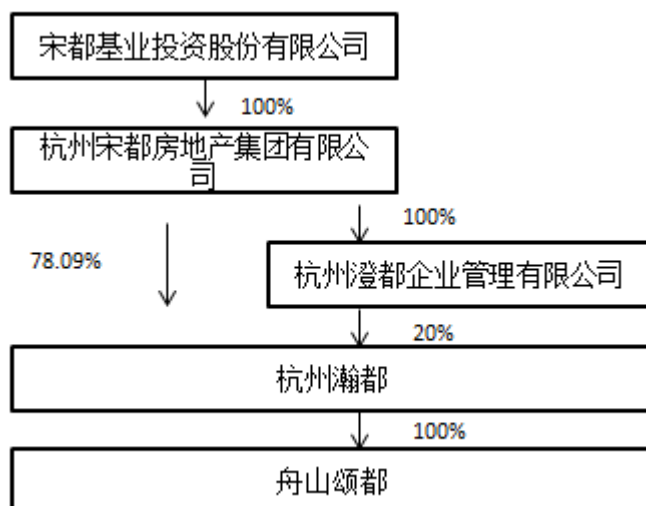 宋都基业投资股份有限公司
100%
杭州宋都房地产集团有限公
司
100%
78.09%
杭州澄都企业管理有限公司
20%
杭州瀚都
100%
舟山颂都